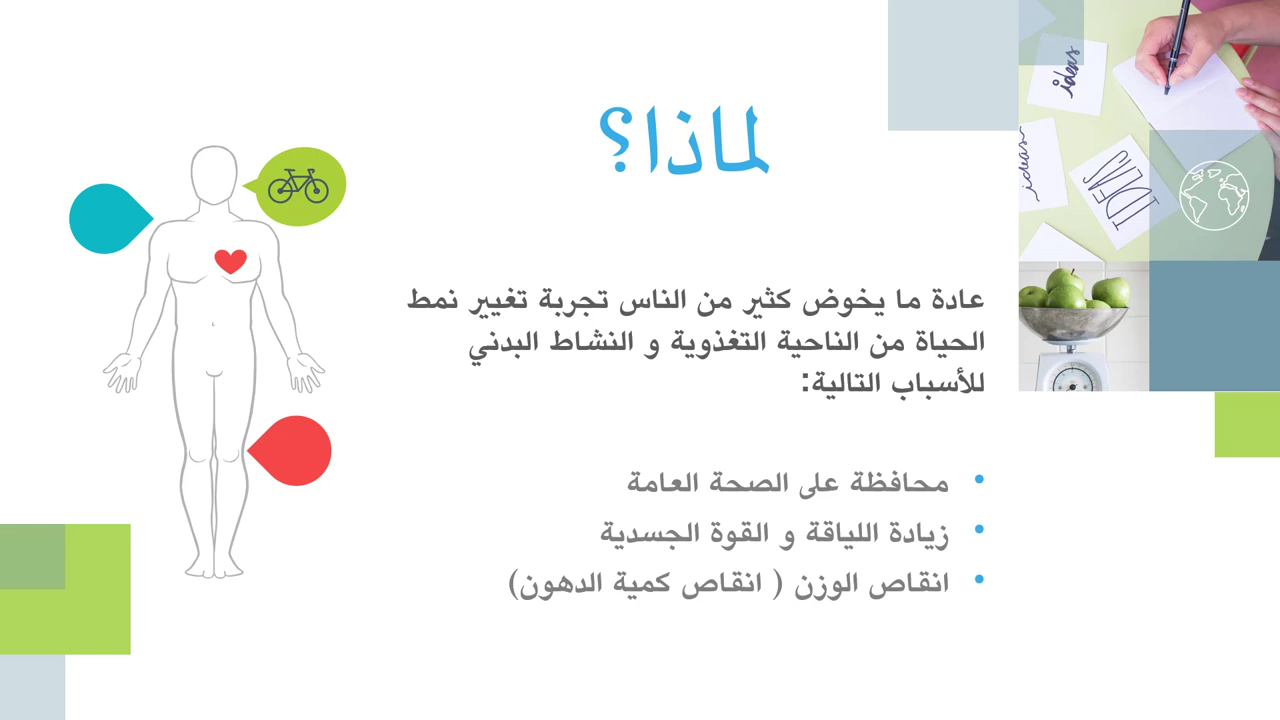 لماذا؟
عادة ما يخوض كثير من الناس تجربة تغيير نمط
الحياة من الناحية التغذوية و النشاط البدني
للأسباب التالية:
• محافظة على الصحة العامة
• زيادة اللياقة و القوة الجسدية
• انقاص الوزن ( انقاص كمية الدهون)
ideas
ideas
IDEAS